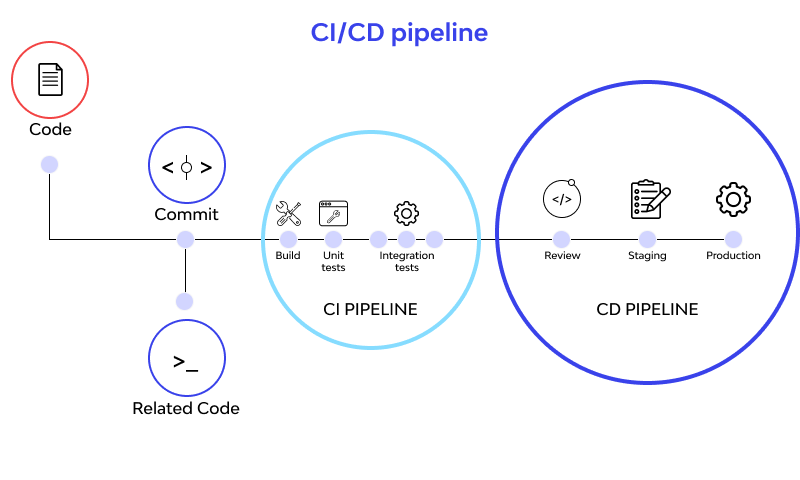 CI/CD pipeline
Code
< >
Commit
Build
Unit
tests
Integration
tests
CI PIPELINE
</>
Review
Staging
Production
CD PIPELINE
>_
Related Code